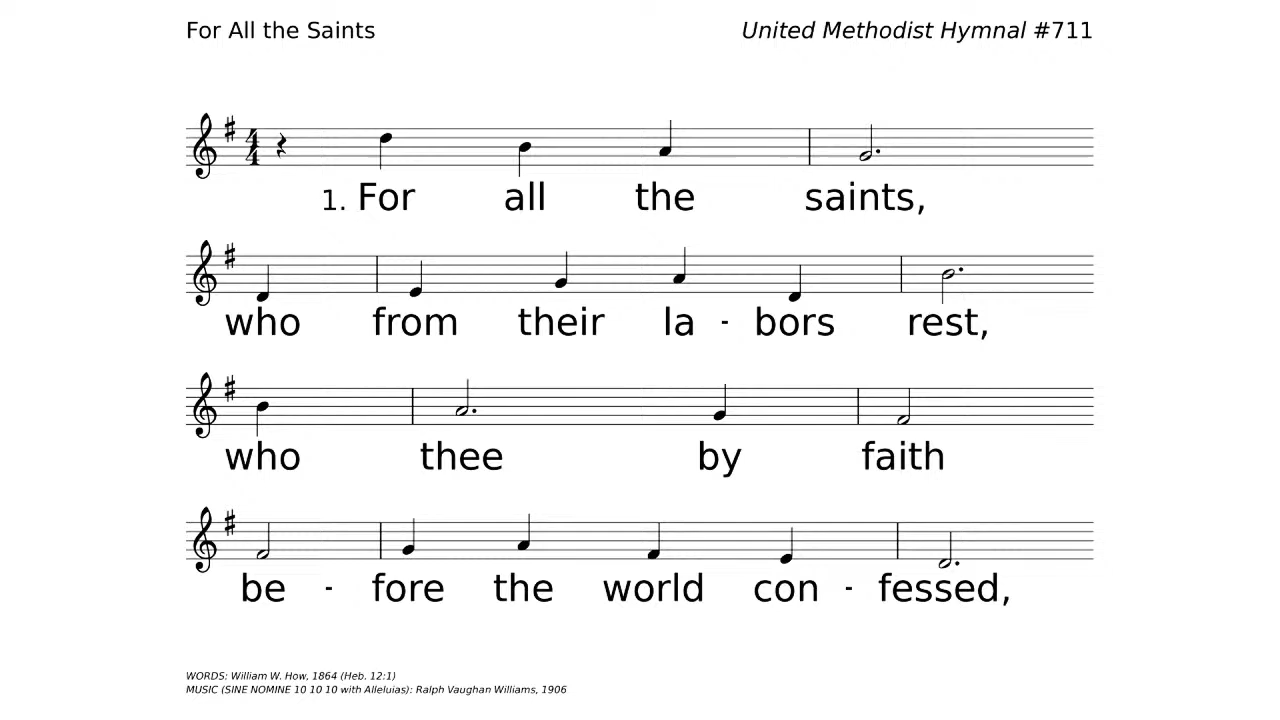 For All the Saints
United Methodist Hymnal #711
4
4
1. For all the saints,
who from their la - bors rest,
who thee by faith
be - fore the world con - fessed,
WORDS: William W. How, 1864 (Heb. 12:1)
MUSIC (SINE NOMINE 10 10 10 with Alleluias): Ralph Vaughan Williams, 1906